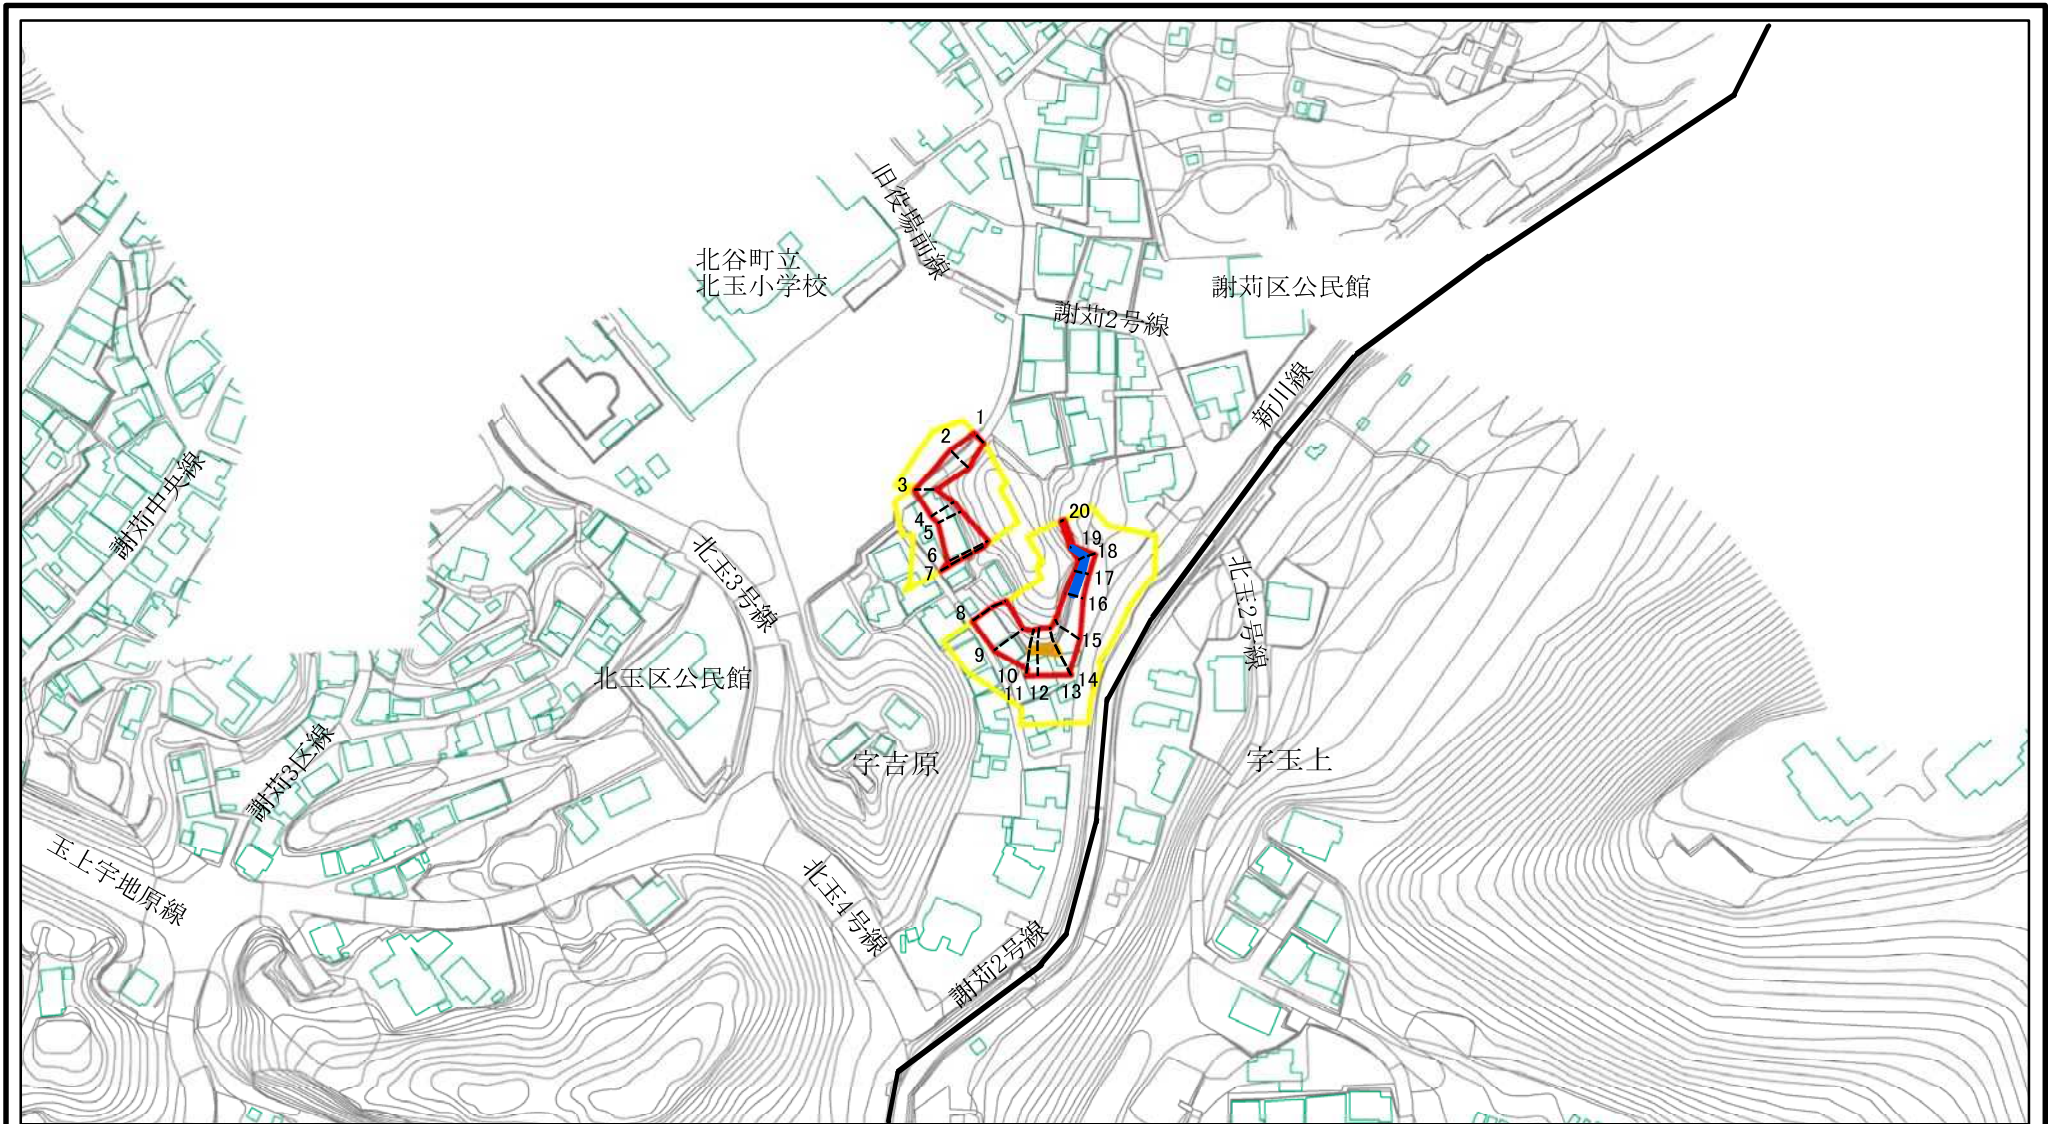 旧役場前線
北谷町立
北玉小学校
謝苅区公民館
謝苅2号線
新川線
謝苅中央線
1
2
3
4
5
6
7
20
19
18
17
16
15
14
13
12
11
10
9
8
北玉3号線
北玉2号線
北玉区公民館
謝苅3区線
字吉原
字玉上
玉上宇地原線
北玉4号線
謝苅2号線